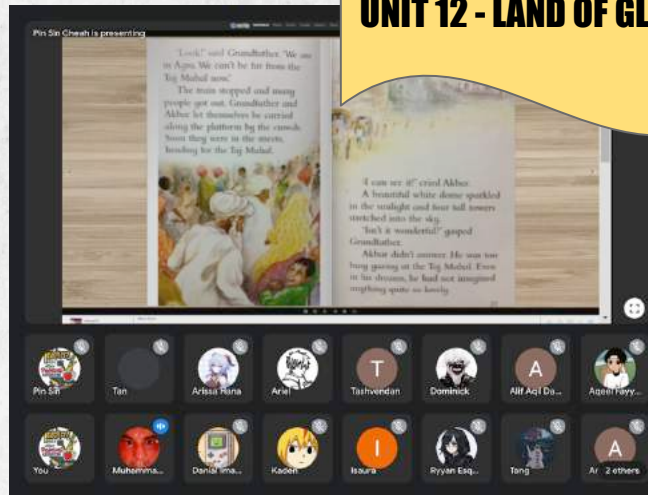 UNIT 12 - LAND OF GL
Pin Sin Cheah is presenting
'Look!' said Grandfather. 'We are
in Agra. We can't be far from the
Taj Mahal now.'
The train stopped and many
people got out. Grandfather and
Akbar let themselves be carried
along the platform by the crowds.
Soon they were in the streets,
heading for the Taj Mahal.
'I can see it!' cried Akbar.
A beautiful white dome sparkled
in the sunlight and four tall towers
stretched into the sky.
'Isn't it wonderful?' gasped
Grandfather.
Akbar didn't answer. He was too
busy gazing at the Taj Mahal. Even
in his dreams, he had not imagined
anything quite so lovely.
Pin Sin
Tan
Arissa Hana
Ariel
T
Tashvendan
Dominick
A
Alif Aqil Da...
Aqeel Fayy...
You
Muhamma...
Danial Ima...
Kaden
I
Isaura
Ryyan Esq...
Tang
A
Ar 2 others